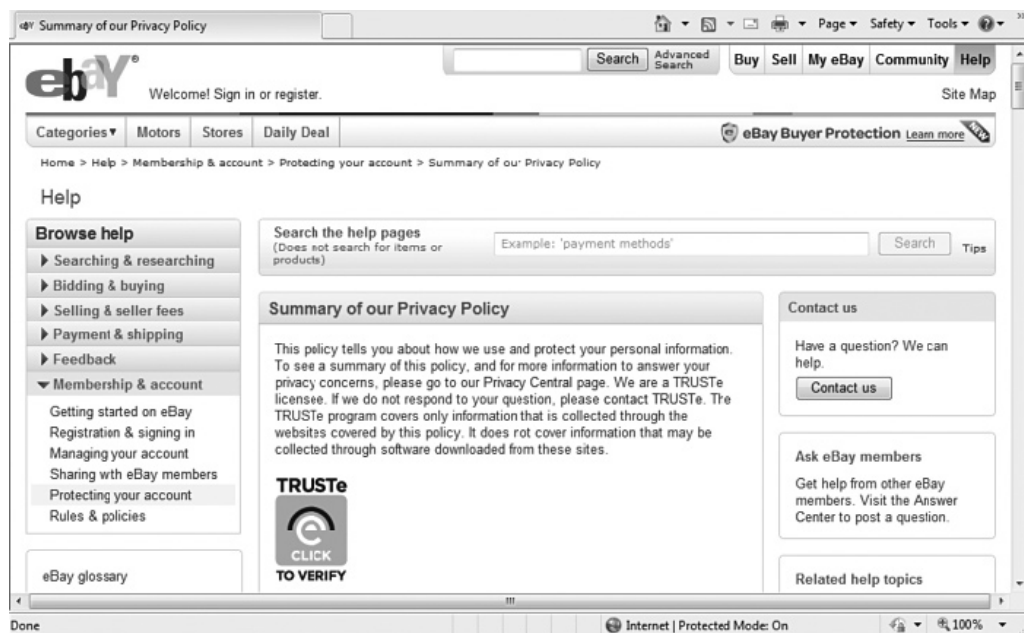 Summary of our Privacy Policy
Page
Safety
Tools
ebaY®
Welcome! Sign in or register.
Search
Advanced
Search
Buy
Sell
My eBay
Community
Help
Site Map
Categories
Motors
Stores
Daily Deal
eBay Buyer Protection Learn more
Home > Help > Membership & account > Protecting your account > Summary of our Privacy Policy
Help
Browse help
Searching & researching
Bidding & buying
Selling & seller fees
Payment & shipping
Feedback
Membership & account
Getting started on eBay
Registration & signing in
Managing your account
Sharing with eBay members
Protecting your account
Rules & policies
eBay glossary
Search the help pages
(Does not search for items or
products)
Example: 'payment methods'
Search
Tips
Summary of our Privacy Policy
This policy tells you about how we use and protect your personal information.
To see a summary of this policy, and for more information to answer your
privacy concerns, please go to our Privacy Central page. We are a TRUSTe
licensee. If we do not respond to your question, please contact TRUSTe. The
TRUSTe program covers only information that is collected through the
websites covered by this policy. It does not cover information that may be
collected through software downloaded from these sites.
TRUSTe
CLICK
TO VERIFY
Contact us
Have a question? We can
help.
Contact us
Ask eBay members
Get help from other eBay
members. Visit the Answer
Center to post a question.
Related help topics
Done
Internet | Protected Mode: On
100%